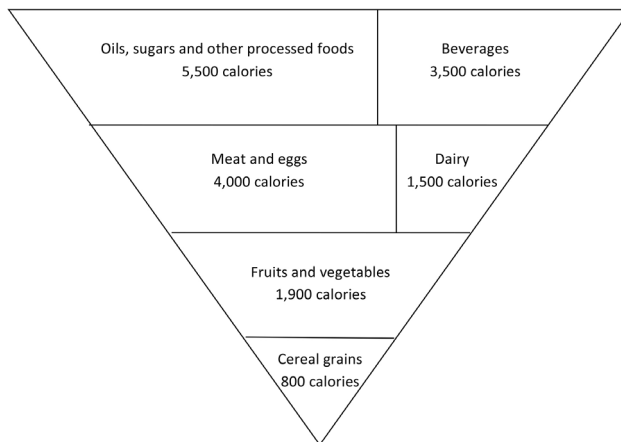 Oils, sugars and other processed foods
5,500 calories
Beverages
3,500 calories
Meat and eggs
4,000 calories
Dairy
1,500 calories
Fruits and vegetables
1,900 calories
Cereal grains
800 calories